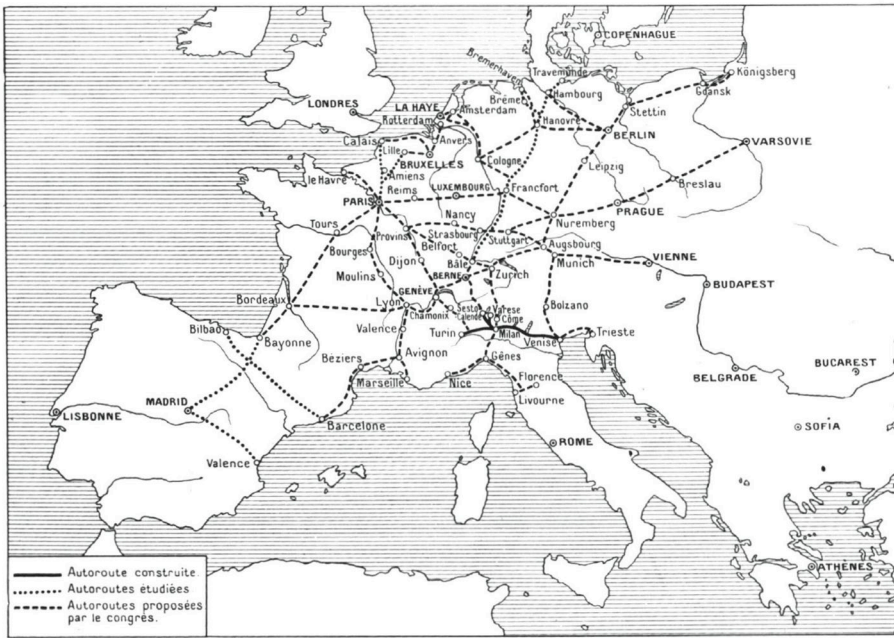 COPENHAGUE
Bremerhaven
Travemünde
Königsberg
Hambourg
Gdansk
LONDRES
LA HAYE
Amsterdam
Brême
Stettin
Rotterdam
Hanovre
BERLIN
VARSOVIE
Calais
Lille
Anvers
BRUXELLES
Cologne
Leipzig
Amiens
le Havre
Reims
LUXEMBOURG
Francfort
Breslau
PARIS
PRAGUE
Nancy
Nuremberg
Tours
Provins
Strasbourg
Stuttgart
Bourges
Belfort
Augsbourg
Dijon
Bâle
Munich
VIENNE
Moulins
BERNE
Zurich
BUDAPEST
GENÈVE
Bordeaux
Lyon
Chamonix
Sesto
Calende
Varese
Côme
Bolzano
Bilbao
Valence
Turin
Milan
Venise
Trieste
Bayonne
Avignon
Gênes
Béziers
Marseille
Nice
Florence
Livourne
BELGRADE
BUCAREST
MADRID
LISBONNE
Barcelone
SOFIA
ROME
Valence
ATHÈNES
Autoroute construite.
Autoroutes étudiées
Autoroutes proposées
par le congrès.